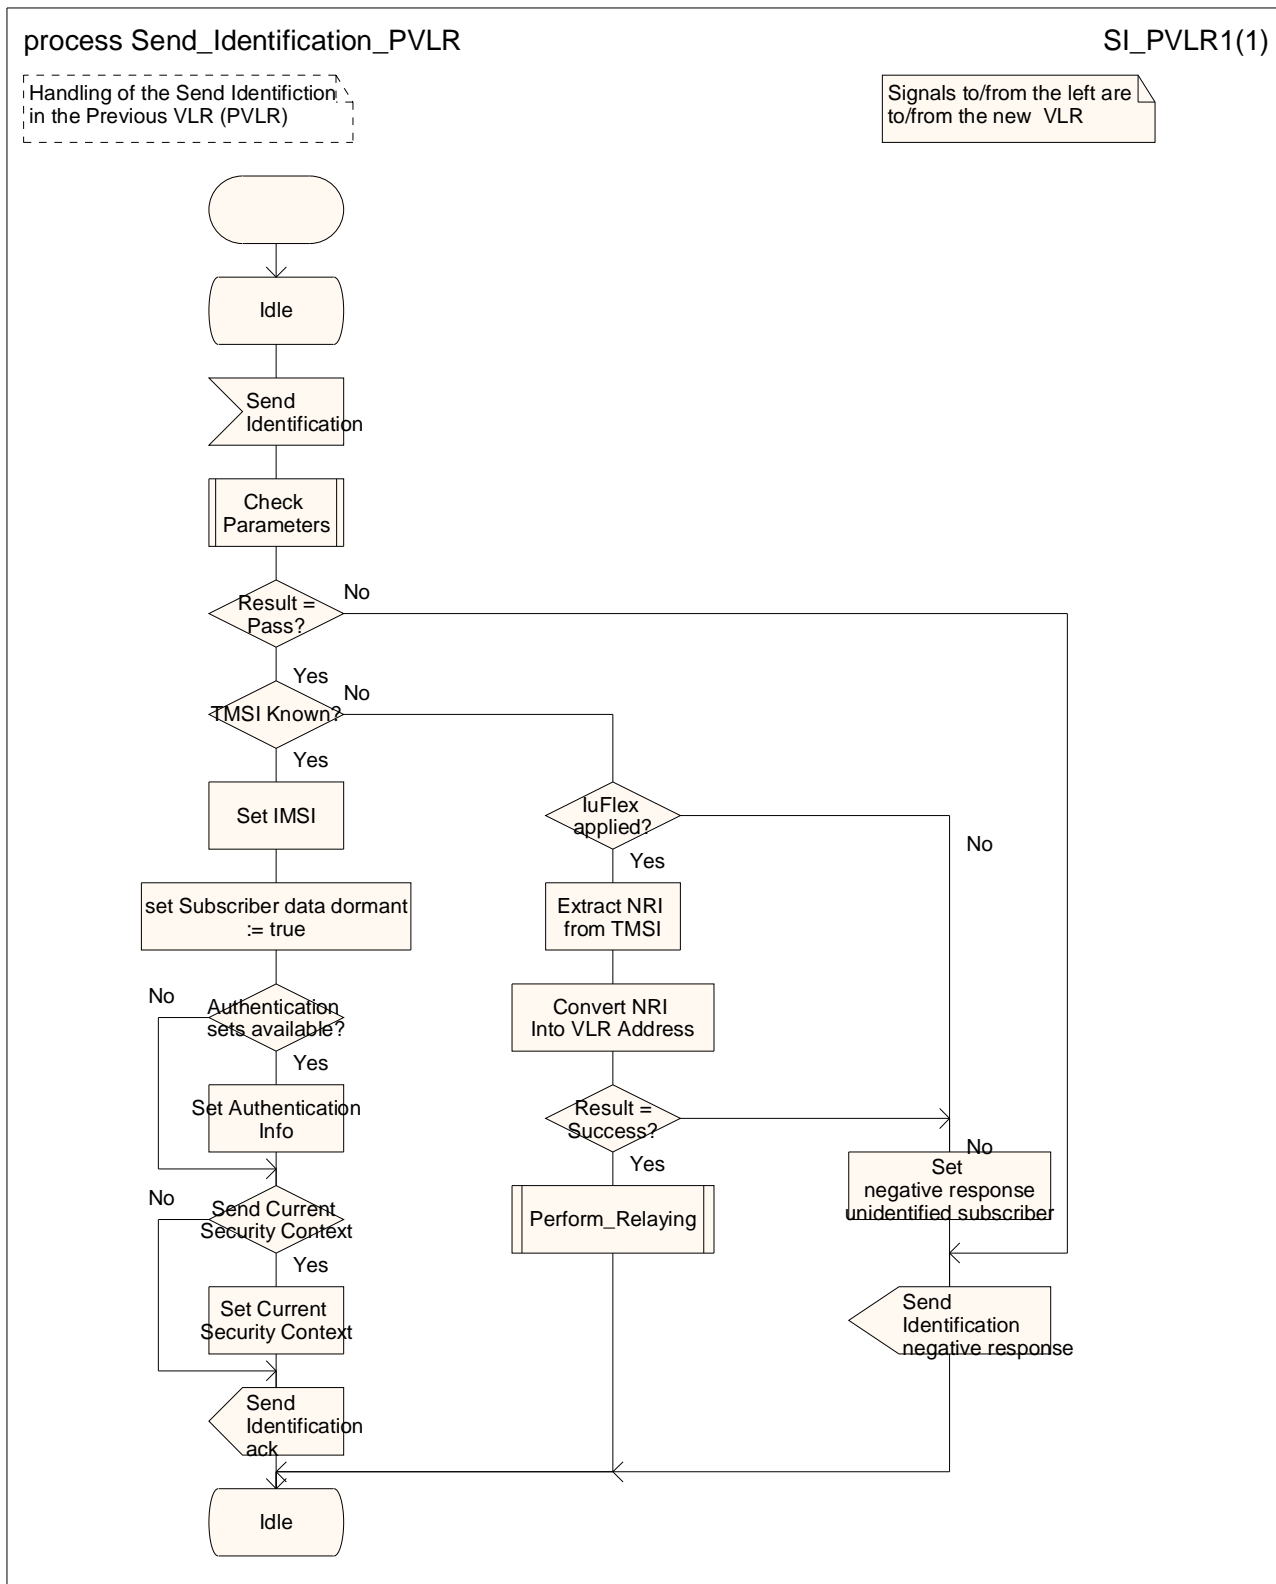 process Send_Identification_PVLR
SI_PVLR1(1)
Handling of the Send Identifiction
in the Previous VLR (PVLR)
Signals to/from the left are
to/from the new VLR
Idle
Send
Identification
Check
Parameters
Result =
Pass?
No
Yes
TMSI Known?
No
Yes
Set IMSI
IuFlex
applied?
No
Yes
set Subscriber data dormant
:= true
Extract NRI
from TMSI
No
Authentication
sets available?
Yes
Convert NRI
Into VLR Address
Set Authentication
Info
Result =
Success?
No
Yes
Set
negative response
unidentified subscriber
No
Send Current
Security Context
Yes
Perform_Relaying
Set Current
Security Context
Send
Identification
negative response
Send
Identification
ack
Idle